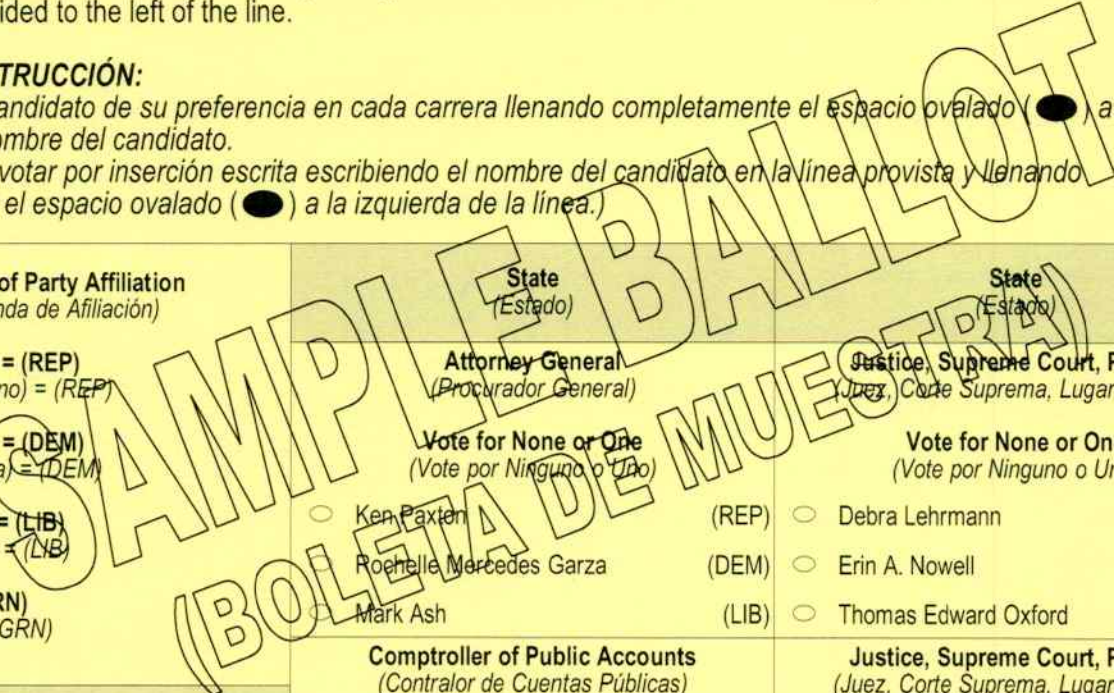 ided to the left of the line.
TRUCCIÓN:
andidato de su preferencia en cada carrera llenando completamente el espacio ovalado ( ) a
ombre del candidato.
votar por inserción escrita escribiendo el nombre del candidato en la línea provista y llenando
el espacio ovalado ( ) a la izquierda de la línea.)
of Party Affiliation
nda de Afiliación)
= (REP)
no) = (REP)
= (DEM)
a) = (DEM)
= (LIB)
= (LIB)
RN)
GRN)
State
(Estado)
Attorney General
(Procurador General)
Vote for None or One
(Vote por Ninguno o Uno)
Ken Paxton (REP)
Rochelle Mercedes Garza (DEM)
Mark Ash (LIB)
Comptroller of Public Accounts
(Contralor de Cuentas Públicas)
State
(Estado)
Justice, Supreme Court, P
(Juez, Corte Suprema, Lugar
Vote for None or On
(Vote por Ninguno o Un
Debra Lehrmann
Erin A. Nowell
Thomas Edward Oxford
Justice, Supreme Court, P
(Juez, Corte Suprema, Lugar
SAMPLE BALLOT
(BOLETA DE MUESTRA)